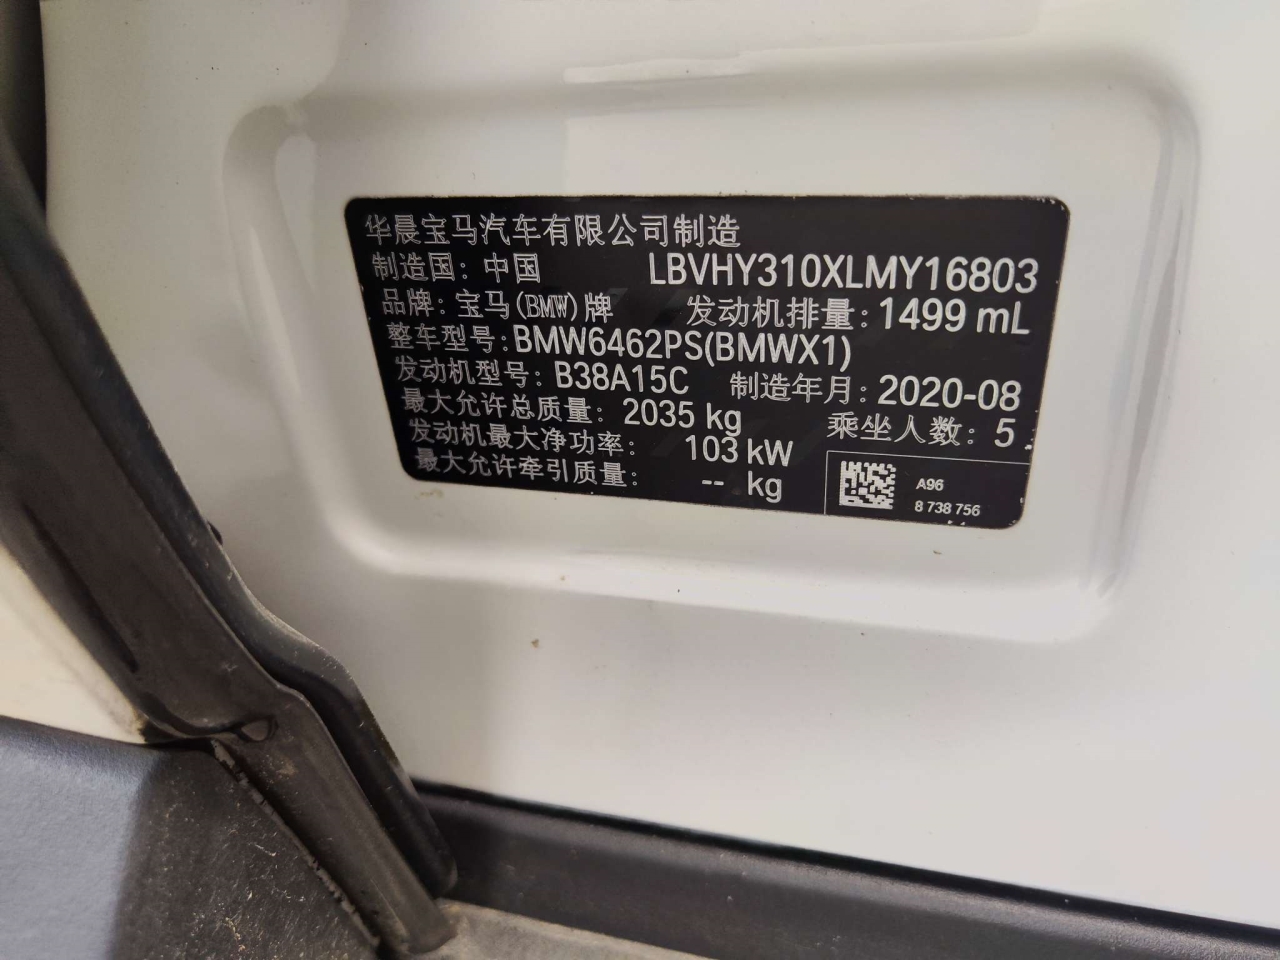 华晨宝马汽车有限公司制造
制造国: 中国 LBVHY310XLMY16803
品牌: 宝马(BMW)牌 发动机排量: 1499 mL
整车型号: BMW6462PS(BMWX1)
发动机型号: B38A15C 制造年月: 2020-08
最大允许总质量: 2035 kg 乘坐人数: 5
发动机最大净功率: 103 kW
最大允许牵引质量: -- kg
A96
8 738 756